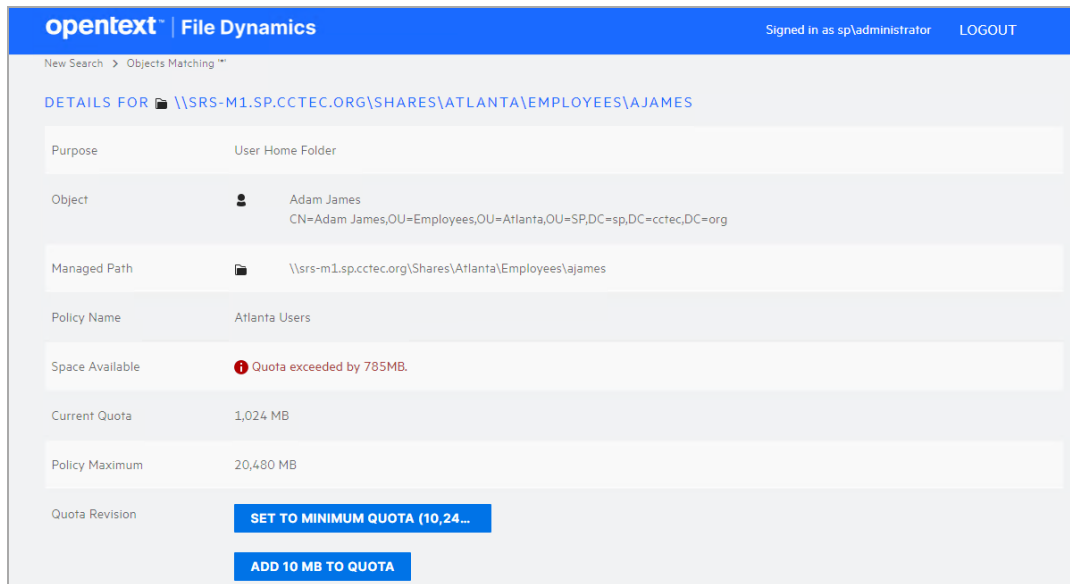 opentext™ | File Dynamics
Signed in as sp\administrator LOGOUT
New Search > Objects Matching '*'
DETAILS FOR \\SRS-M1.SP.CCTEC.ORG\SHARES\ATLANTA\EMPLOYEES\AJAMES
Purpose User Home Folder
Object Adam James
CN=Adam James,OU=Employees,OU=Atlanta,OU=SP,DC=sp,DC=cctec,DC=org
Managed Path \\srs-m1.sp.cctec.org\Shares\Atlanta\Employees\ajames
Policy Name Atlanta Users
Space Available Quota exceeded by 785MB.
Current Quota 1,024 MB
Policy Maximum 20,480 MB
Quota Revision SET TO MINIMUM QUOTA (10,24...
ADD 10 MB TO QUOTA